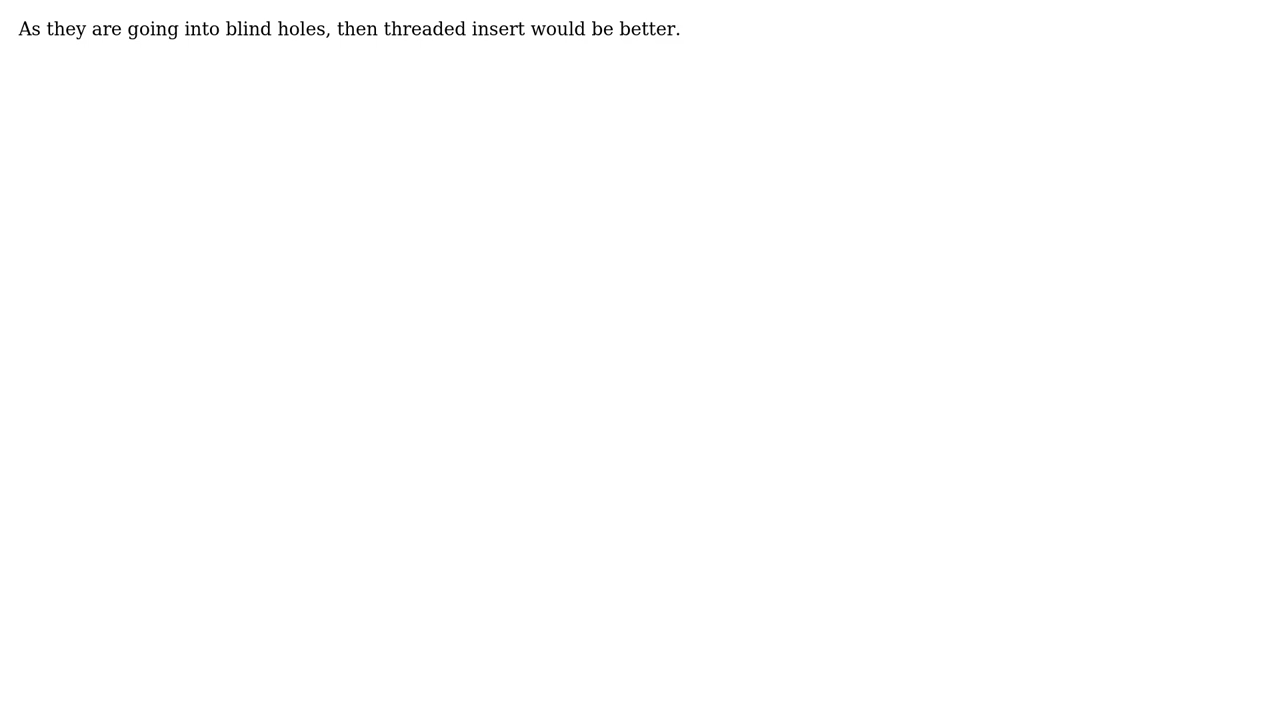 As they are going into blind holes, then threaded insert would be better.